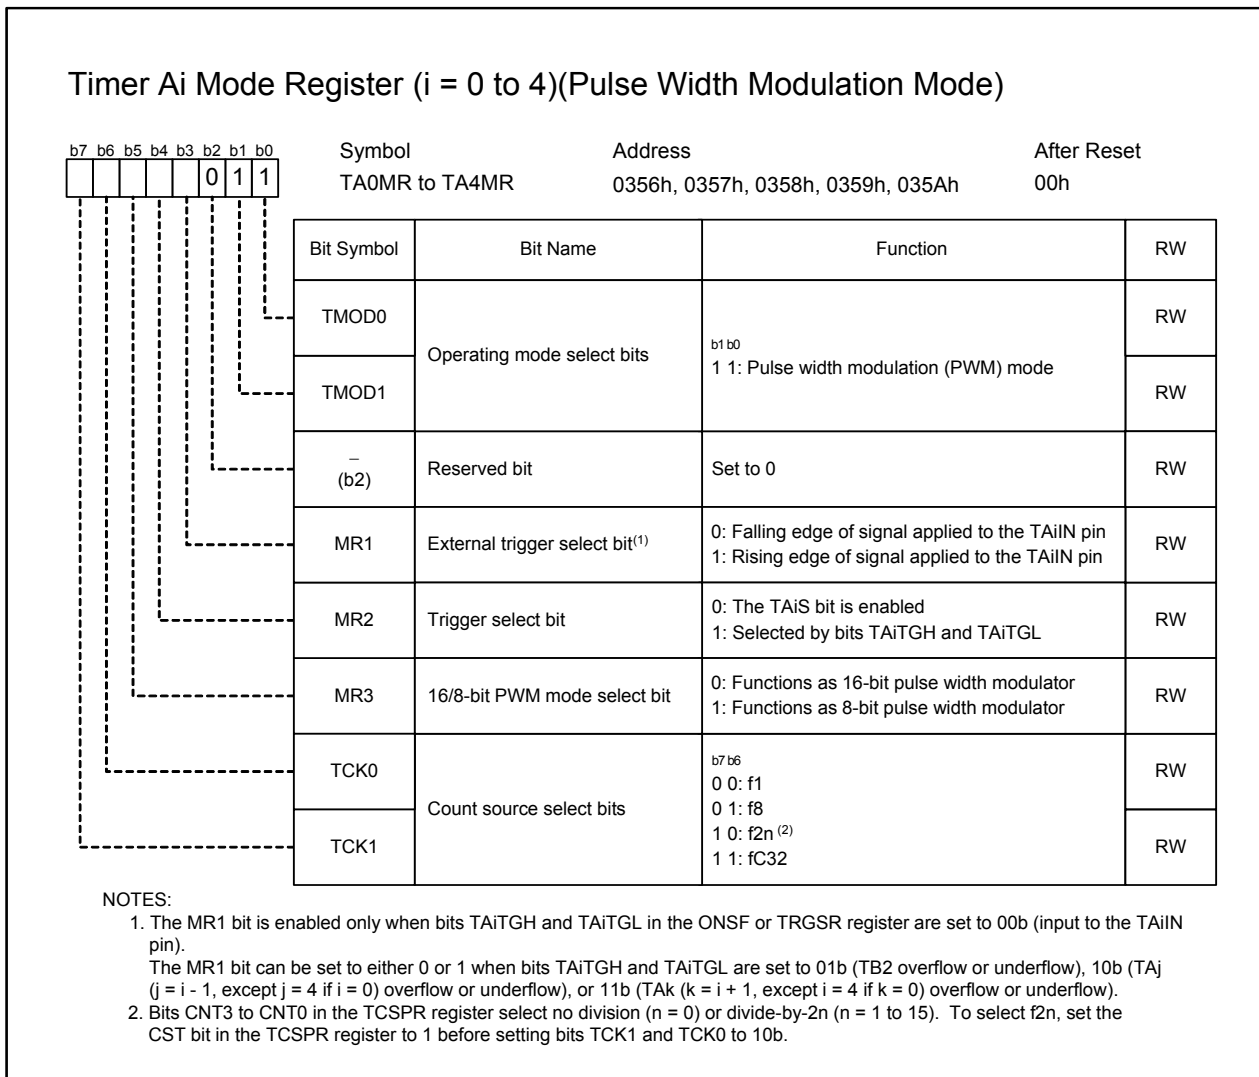 Timer Ai Mode Register (i = 0 to 4)(Pulse Width Modulation Mode)
b7 b6 b5 b4 b3 b2 b1 b0
0 1 1
Symbol Address After Reset
TA0MR to TA4MR 0356h, 0357h, 0358h, 0359h, 035Ah 00h
Bit Symbol Bit Name Function RW
TMOD0 RW
Operating mode select bits
b1 b0
1 1: Pulse width modulation (PWM) mode
TMOD1 RW
–
(b2) Reserved bit Set to 0 RW
MR1 External trigger select bit(1) 0: Falling edge of signal applied to the TAiIN pin RW
1: Rising edge of signal applied to the TAiIN pin
MR2 Trigger select bit 0: The TAiS bit is enabled RW
1: Selected by bits TAiTGH and TAiTGL
MR3 16/8-bit PWM mode select bit 0: Functions as 16-bit pulse width modulator RW
1: Functions as 8-bit pulse width modulator
TCK0 RW
Count source select bits
b7 b6
0 0: f1
0 1: f8
1 0: f2n (2)
1 1: fC32
TCK1 RW
NOTES:
1. The MR1 bit is enabled only when bits TAiTGH and TAiTGL in the ONSF or TRGSR register are set to 00b (input to the TAiIN
pin).
The MR1 bit can be set to either 0 or 1 when bits TAiTGH and TAiTGL are set to 01b (TB2 overflow or underflow), 10b (TAj
(j = i - 1, except j = 4 if i = 0) overflow or underflow), or 11b (TAk (k = i + 1, except i = 4 if k = 0) overflow or underflow).
2. Bits CNT3 to CNT0 in the TCSPR register select no division (n = 0) or divide-by-2n (n = 1 to 15). To select f2n, set the
CST bit in the TCSPR register to 1 before setting bits TCK1 and TCK0 to 10b.